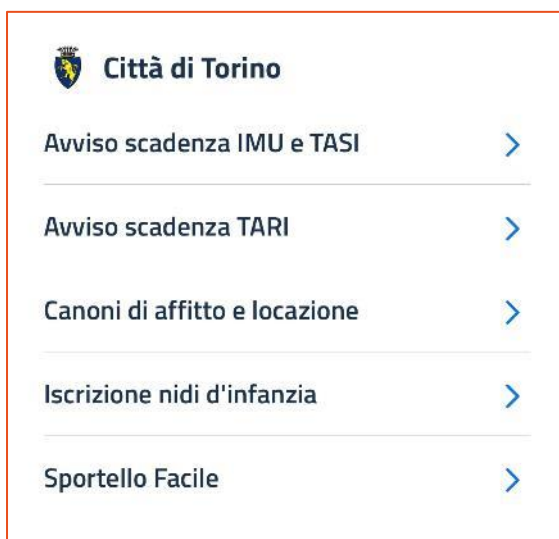 Città di Torino
Avviso scadenza IMU e TASI
Avviso scadenza TARI
Canoni di affitto e locazione
Iscrizione nidi d'infanzia
Sportello Facile